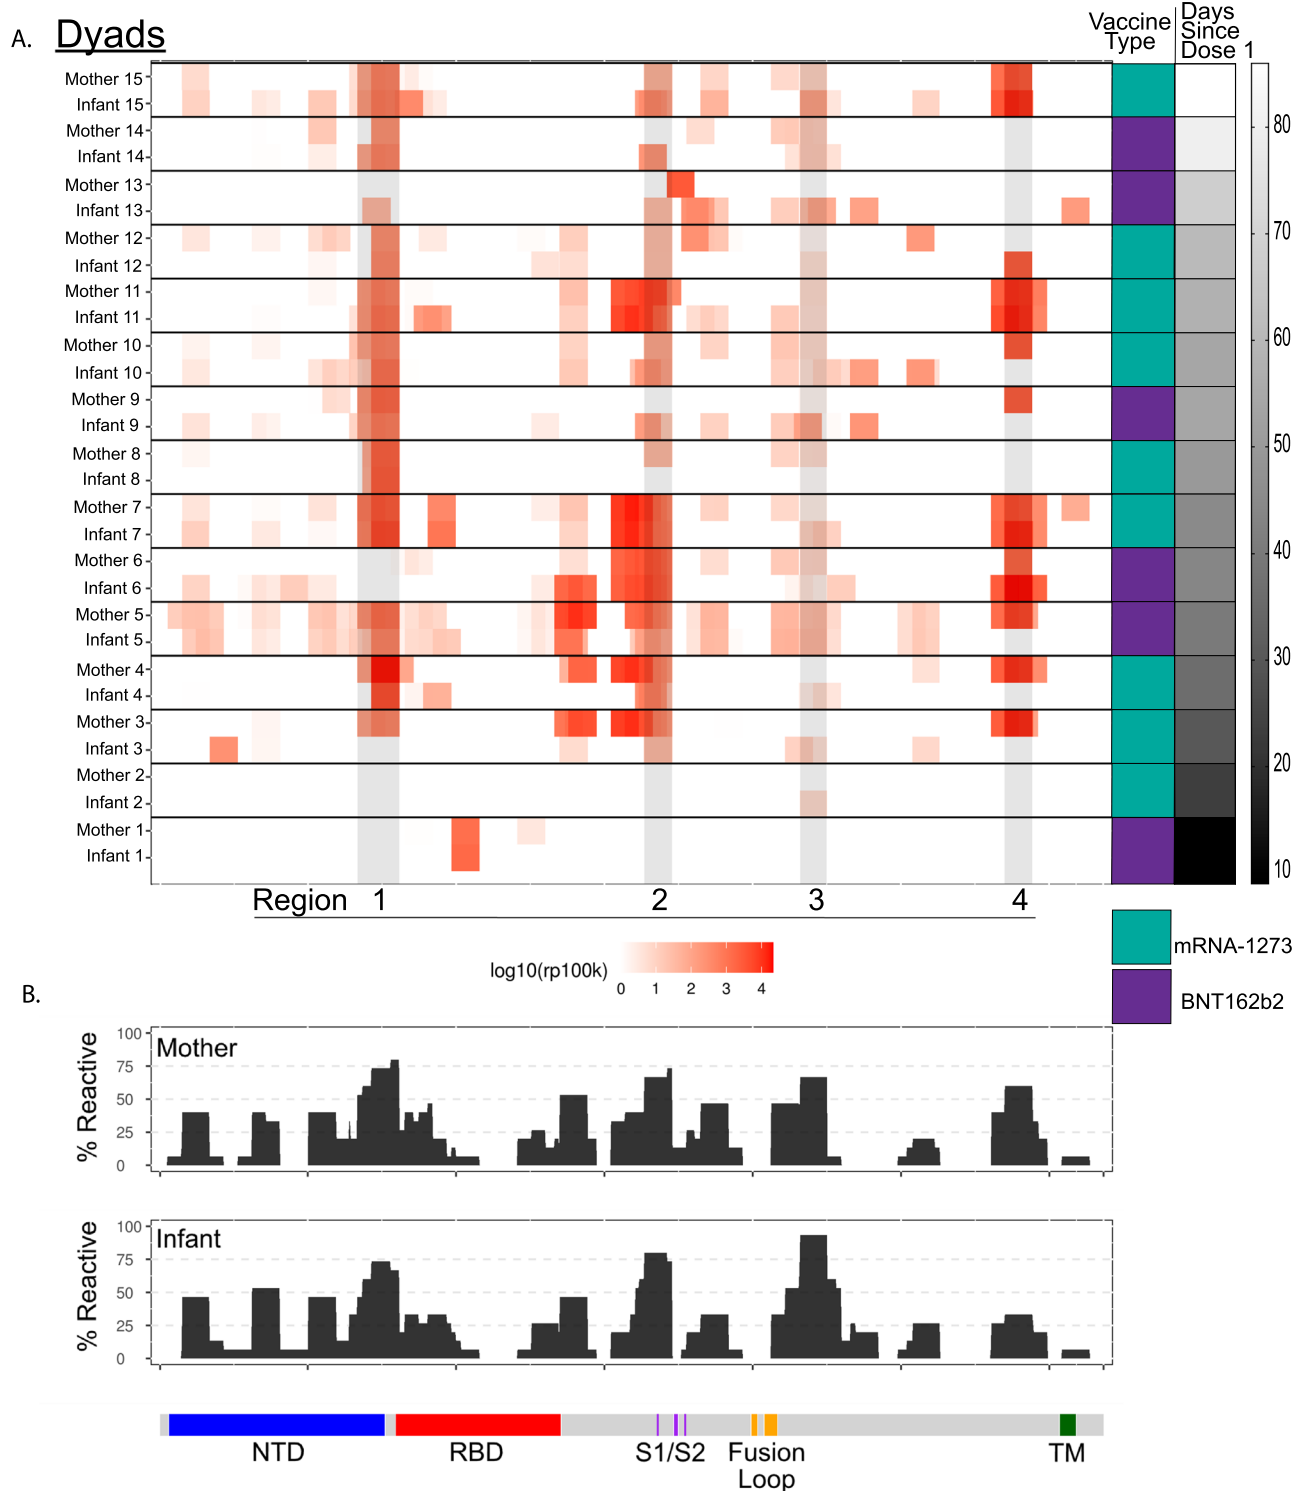 A.
Dyads
Vaccine
Type
Days
Since
Dose 1
Mother 15
Infant 15
Mother 14
Infant 14
Mother 13
Infant 13
Mother 12
Infant 12
Mother 11
Infant 11
Mother 10
Infant 10
Mother 9
Infant 9
Mother 8
Infant 8
Mother 7
Infant 7
Mother 6
Infant 6
Mother 5
Infant 5
Mother 4
Infant 4
Mother 3
Infant 3
Mother 2
Infant 2
Mother 1
Infant 1
80
70
60
50
40
30
20
10
Region 1 2 3 4
log10(rp100k)
0 1 2 3 4
mRNA-1273
BNT162b2
B.
Mother
% Reactive
100
75
50
25
0
Infant
% Reactive
100
75
50
25
0
NTD RBD S1/S2 Fusion TM
Loop